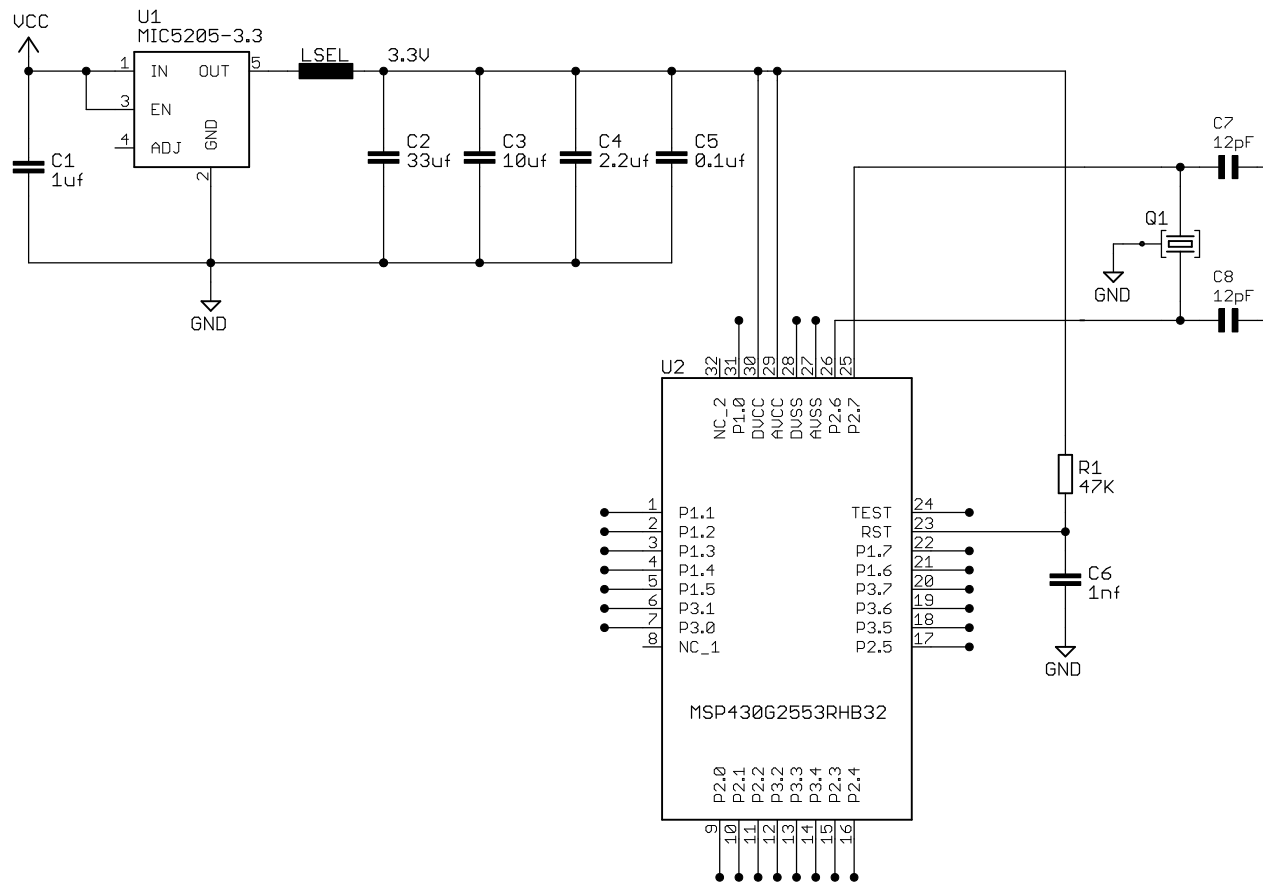 VCC
U1
MIC5205-3.3
1 IN OUT 5
3 EN
4 ADJ
GND
2
LSEL
3.3V
C1
1uf
C2
33uf
C3
10uf
C4
2.2uf
C5
0.1uf
GND
C7
12pF
Q1
GND
C8
12pF
U2
32 31 30 29 28 27 26 25
NC_2 P1.0 DVCC AVCC DVSS AVSS P2.6 P2.7
1 P1.1
2 P1.2
3 P1.3
4 P1.4
5 P1.5
6 P3.1
7 P3.0
8 NC_1
TEST 24
RST 23
P1.7 22
P1.6 21
P3.7 20
P3.6 19
P3.5 18
P2.5 17
R1
47K
C6
1nf
GND
MSP430G2553RHB32
P2.0 P2.1 P2.2 P3.2 P3.3 P3.4 P2.3 P2.4
9 10 11 12 13 14 15 16